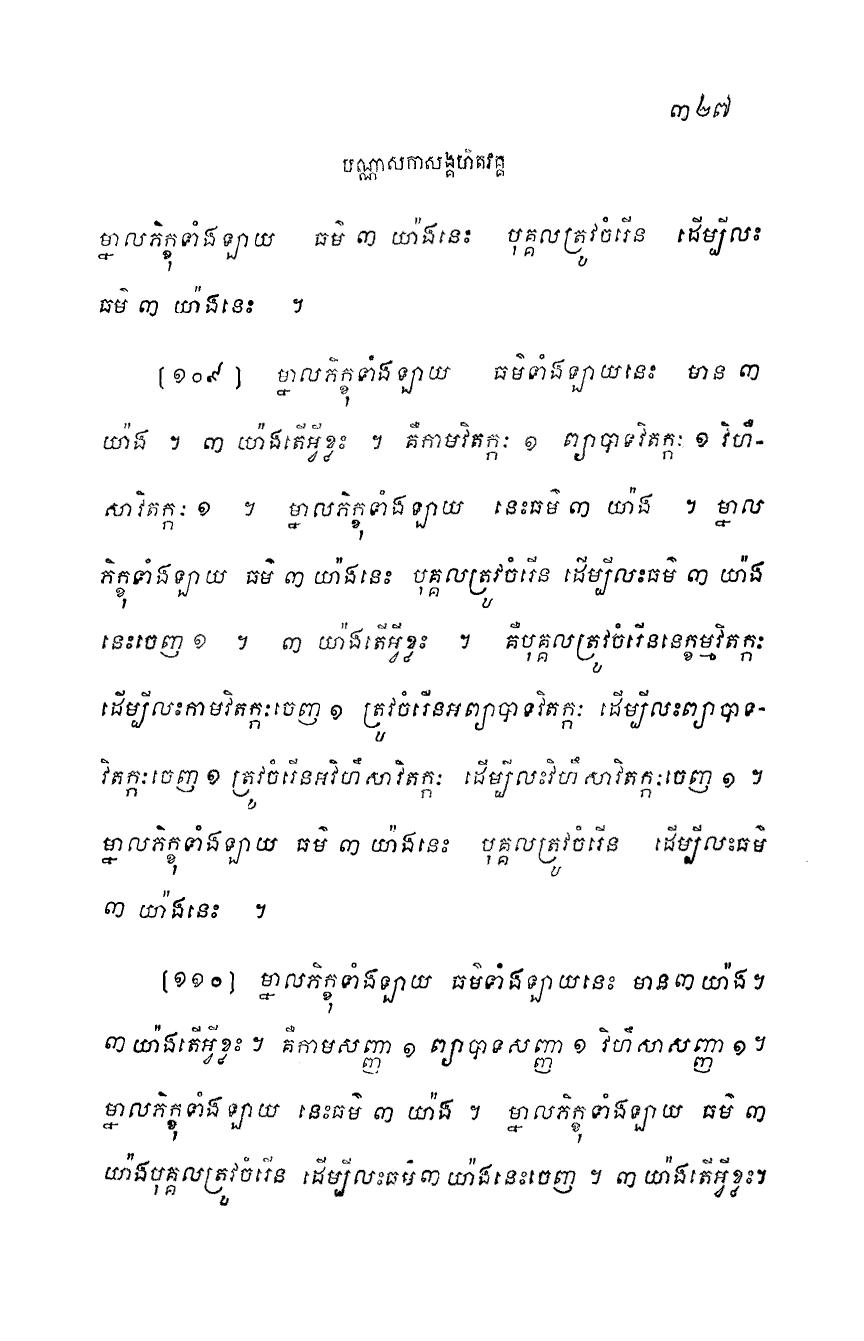 ៣២៧
បណ្ណាសកាសង្គហិតវគ្គ
ម្នាលភិក្ខុទាំងឡាយ ធម៌ ៣ យ៉ាងនេះ បុគ្គលត្រូវចំរើន ដើម្បីលះ
ធម៌ ៣ យ៉ាងនេះ ។
[១០៩] ម្នាលភិក្ខុទាំងឡាយ ធម៌ទាំងឡាយនេះ មាន ៣
យ៉ាង ។ ៣ យ៉ាងតើអ្វីខ្លះ ។ គឺកាមវិតក្កៈ ១ ព្យាបាទវិតក្កៈ ១ វិហឹ-
សាវិតក្កៈ ១ ។ ម្នាលភិក្ខុទាំងឡាយ នេះធម៌ ៣ យ៉ាង ។ ម្នាល
ភិក្ខុទាំងឡាយ ធម៌ ៣ យ៉ាងនេះ បុគ្គលត្រូវចំរើន ដើម្បីលះធម៌ ៣ យ៉ាង
នេះចេញ ១ ។ ៣ យ៉ាងតើអ្វីខ្លះ ។ គឺបុគ្គលត្រូវចំរើននេក្ខម្មវិតក្កៈ
ដើម្បីលះកាមវិតក្កៈចេញ ១ ត្រូវចំរើនអព្យាបាទវិតក្កៈ ដើម្បីលះព្យាបាទ-
វិតក្កៈចេញ ១ ត្រូវចំរើនអវិហឹសាវិតក្កៈ ដើម្បីលះវិហឹសាវិតក្កៈចេញ ១ ។
ម្នាលភិក្ខុទាំងឡាយ ធម៌ ៣ យ៉ាងនេះ បុគ្គលត្រូវចំរើន ដើម្បីលះធម៌
៣ យ៉ាងនេះ ។
[១១០] ម្នាលភិក្ខុទាំងឡាយ ធម៌ទាំងឡាយនេះ មាន៣យ៉ាង។
៣យ៉ាងតើអ្វីខ្លះ ។ គឺកាមសញ្ញា ១ ព្យាបាទសញ្ញា ១ វិហឹសាសញ្ញា ១។
ម្នាលភិក្ខុទាំងឡាយ នេះធម៌ ៣ យ៉ាង ។ ម្នាលភិក្ខុទាំងឡាយ ធម៌ ៣
យ៉ាងបុគ្គលត្រូវចំរើន ដើម្បីលះធម៌៣យ៉ាងនេះចេញ ។ ៣យ៉ាងតើអ្វីខ្លះ។